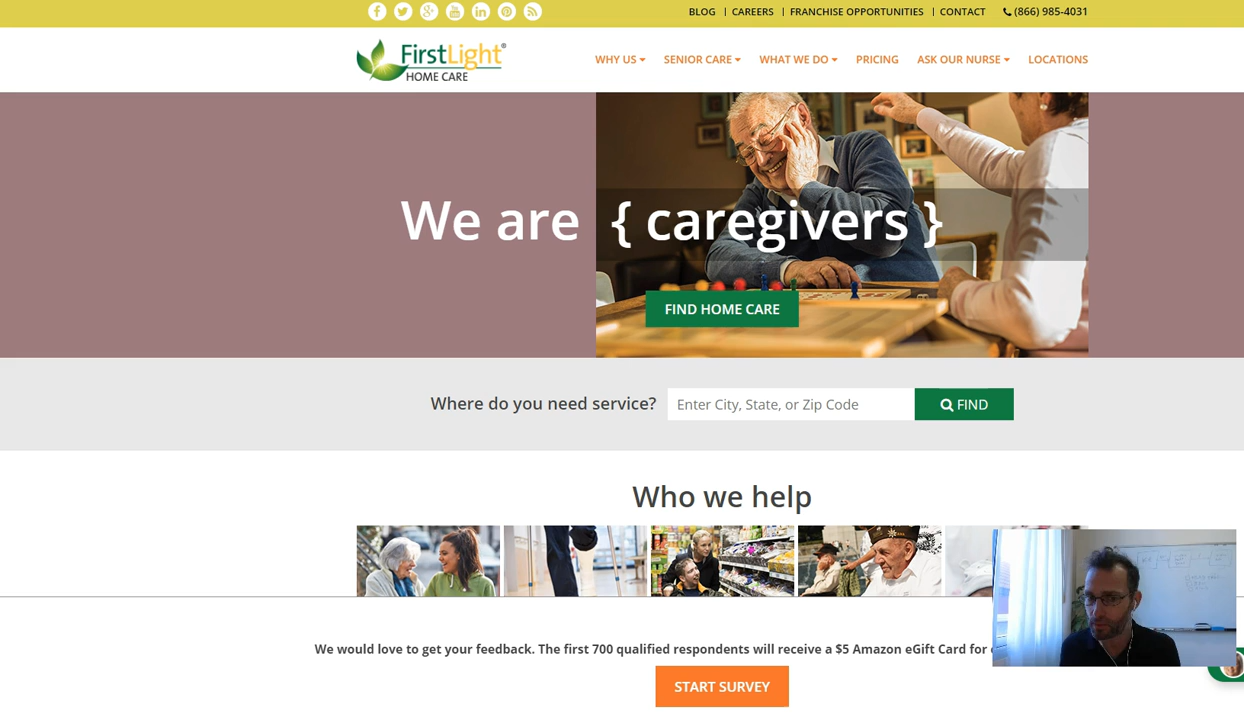 BLOG | CAREERS | FRANCHISE OPPORTUNITIES | CONTACT (866) 985-4031
FirstLight®
HOME CARE
WHY US SENIOR CARE WHAT WE DO PRICING ASK OUR NURSE LOCATIONS
We are { caregivers }
FIND HOME CARE
Where do you need service? Enter City, State, or Zip Code FIND
Who we help
We would love to get your feedback. The first 700 qualified respondents will receive a $5 Amazon eGift Card for
START SURVEY